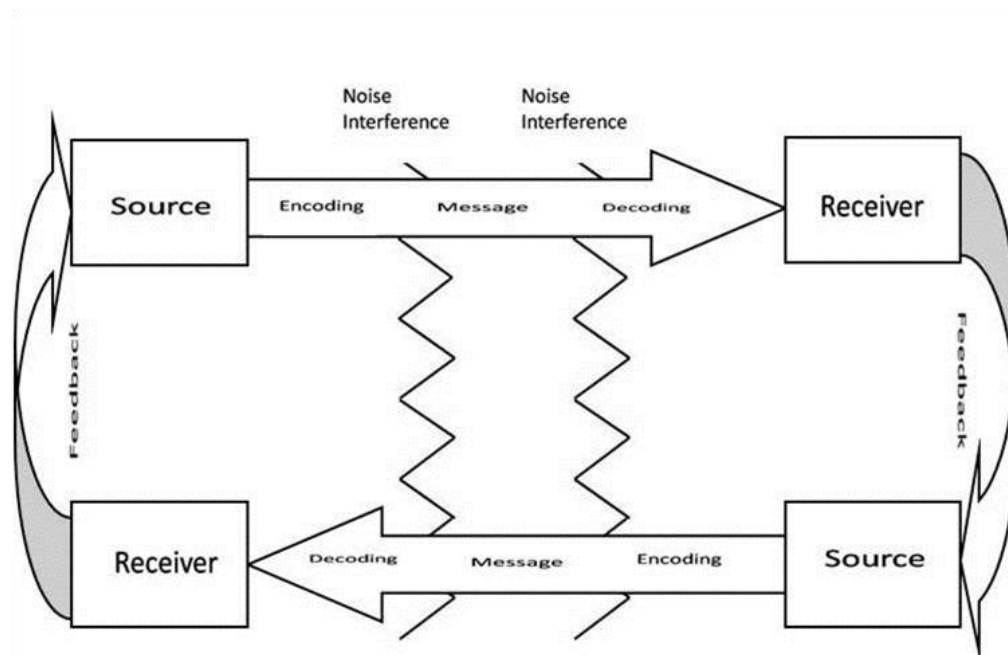 Noise
Interference
Noise
Interference
Source
Encoding
Message
Decoding
Receiver
Feedback
Feedback
Receiver
Decoding
Message
Encoding
Source